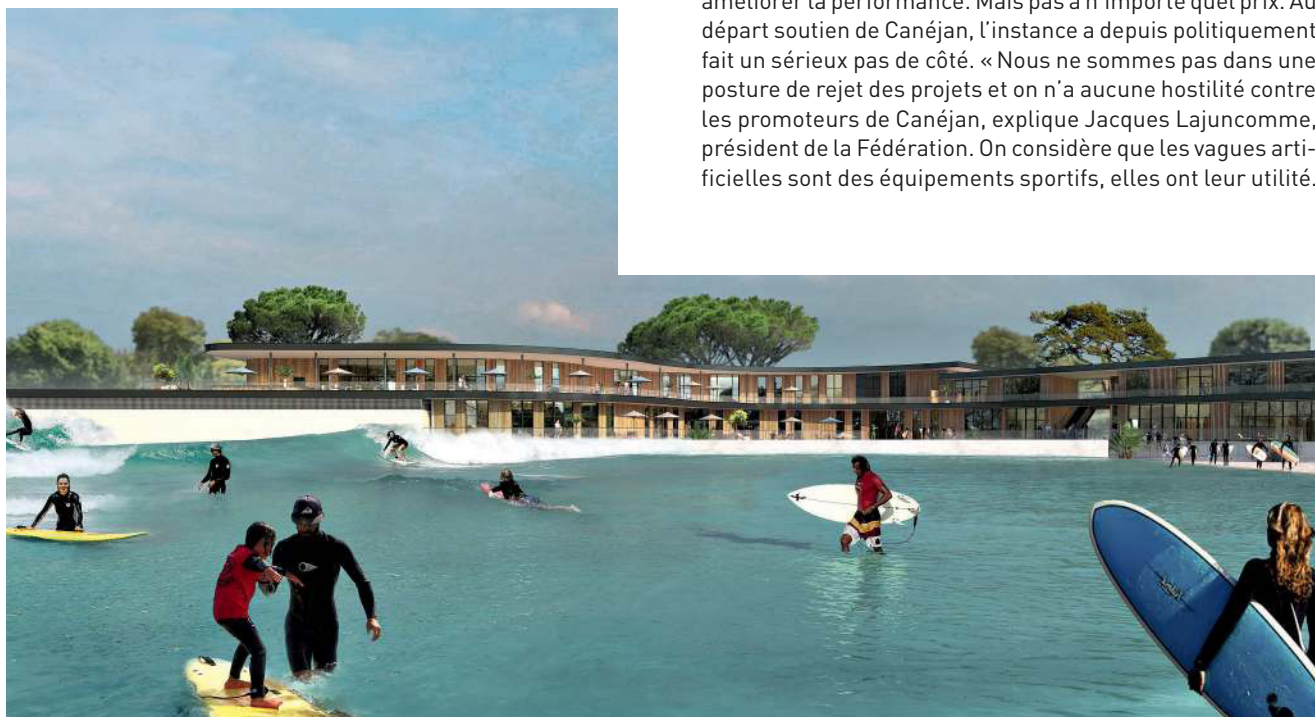 améliorer la performance. Mais pas à n'importe quel prix. Au
départ soutien de Canéjan, l'instance a depuis politiquement
fait un sérieux pas de côté. « Nous ne sommes pas dans une
posture de rejet des projets et on n'a aucune hostilité contre
les promoteurs de Canéjan, explique Jacques Lajuncomme,
président de la Fédération. On considère que les vagues arti-
ficielles sont des équipements sportifs, elles ont leur utilité.